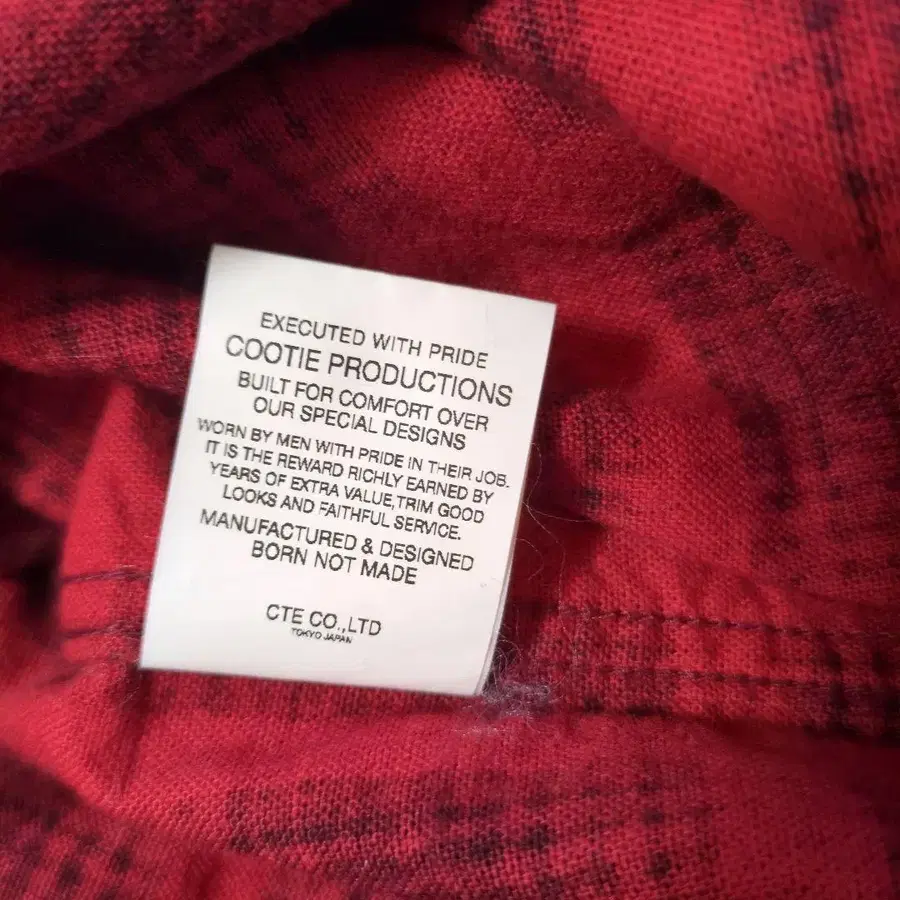 EXECUTED WITH PRIDE
COOTIE PRODUCTIONS
BUILT FOR COMFORT OVER
OUR SPECIAL DESIGNS
WORN BY MEN WITH PRIDE IN THEIR JOB.
IT IS THE REWARD RICHLY EARNED BY
YEARS OF EXTRA VALUE,TRIM GOOD
LOOKS AND FAITHFUL SERVICE.
MANUFACTURED & DESIGNED
BORN NOT MADE
CTE CO.,LTD
TOKYO JAPAN